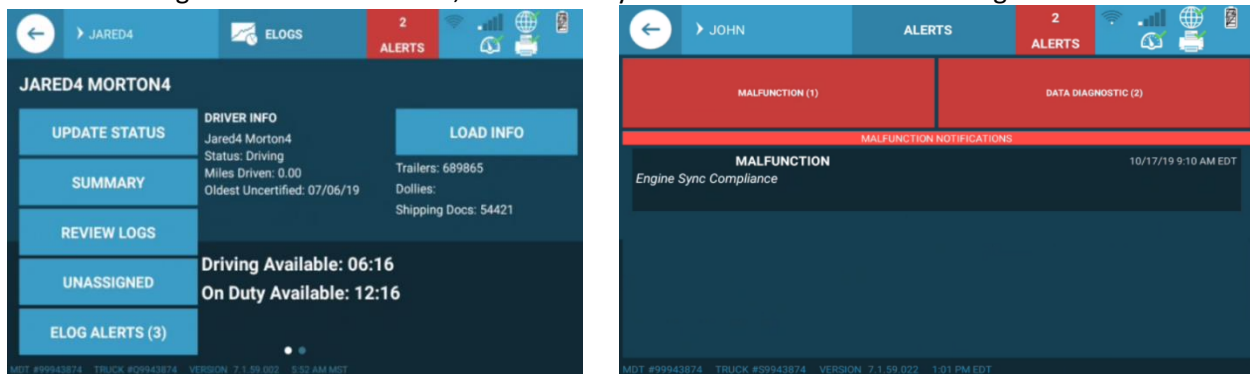 JARED4
ELOGS
2
ALERTS
JARED4 MORTON4
UPDATE STATUS
SUMMARY
REVIEW LOGS
UNASSIGNED
ELOG ALERTS (3)
DRIVER INFO
Jared4 Morton4
Status: Driving
Miles Driven: 0.00
Oldest Uncertified: 07/06/19
LOAD INFO
Trailers: 689865
Dollies:
Shipping Docs: 54421
Driving Available: 06:16
On Duty Available: 12:16
MDT #99943874 TRUCK #Q9943874 VERSION 7.1.59.002 5:52 AM MST
JOHN
ALERTS
2
ALERTS
MALFUNCTION (1)
DATA DIAGNOSTIC (2)
MALFUNCTION NOTIFICATIONS
MALFUNCTION
10/17/19 9:10 AM EDT
Engine Sync Compliance
MDT #99943874 TRUCK #S9943874 VERSION 7.1.59.022 1:01 PM EDT